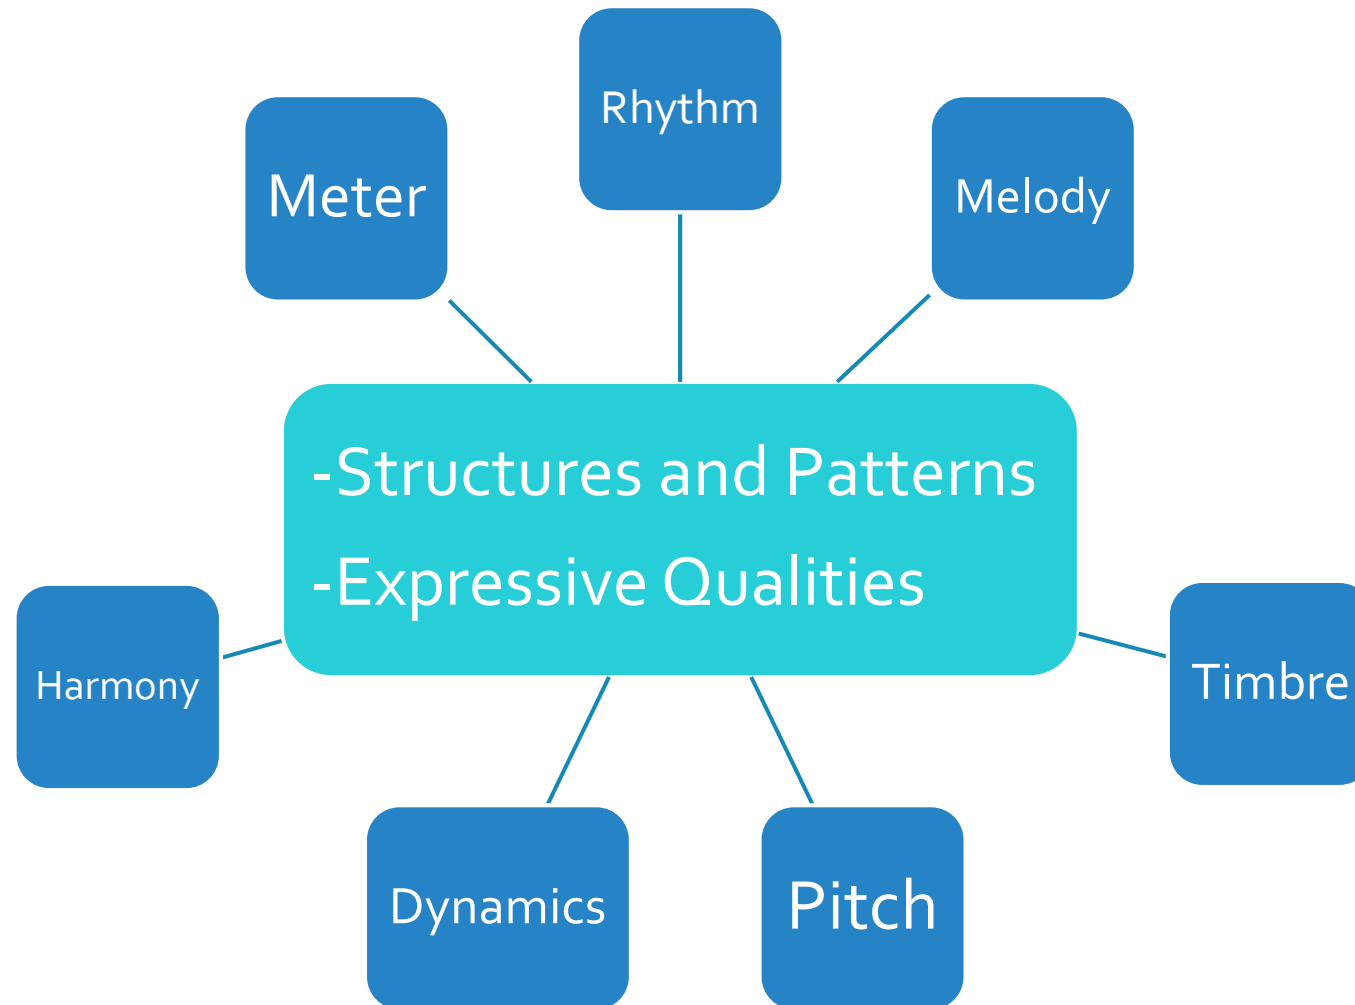 Rhythm
Meter
Melody
-Structures and Patterns
-Expressive Qualities
Harmony
Timbre
Dynamics
Pitch